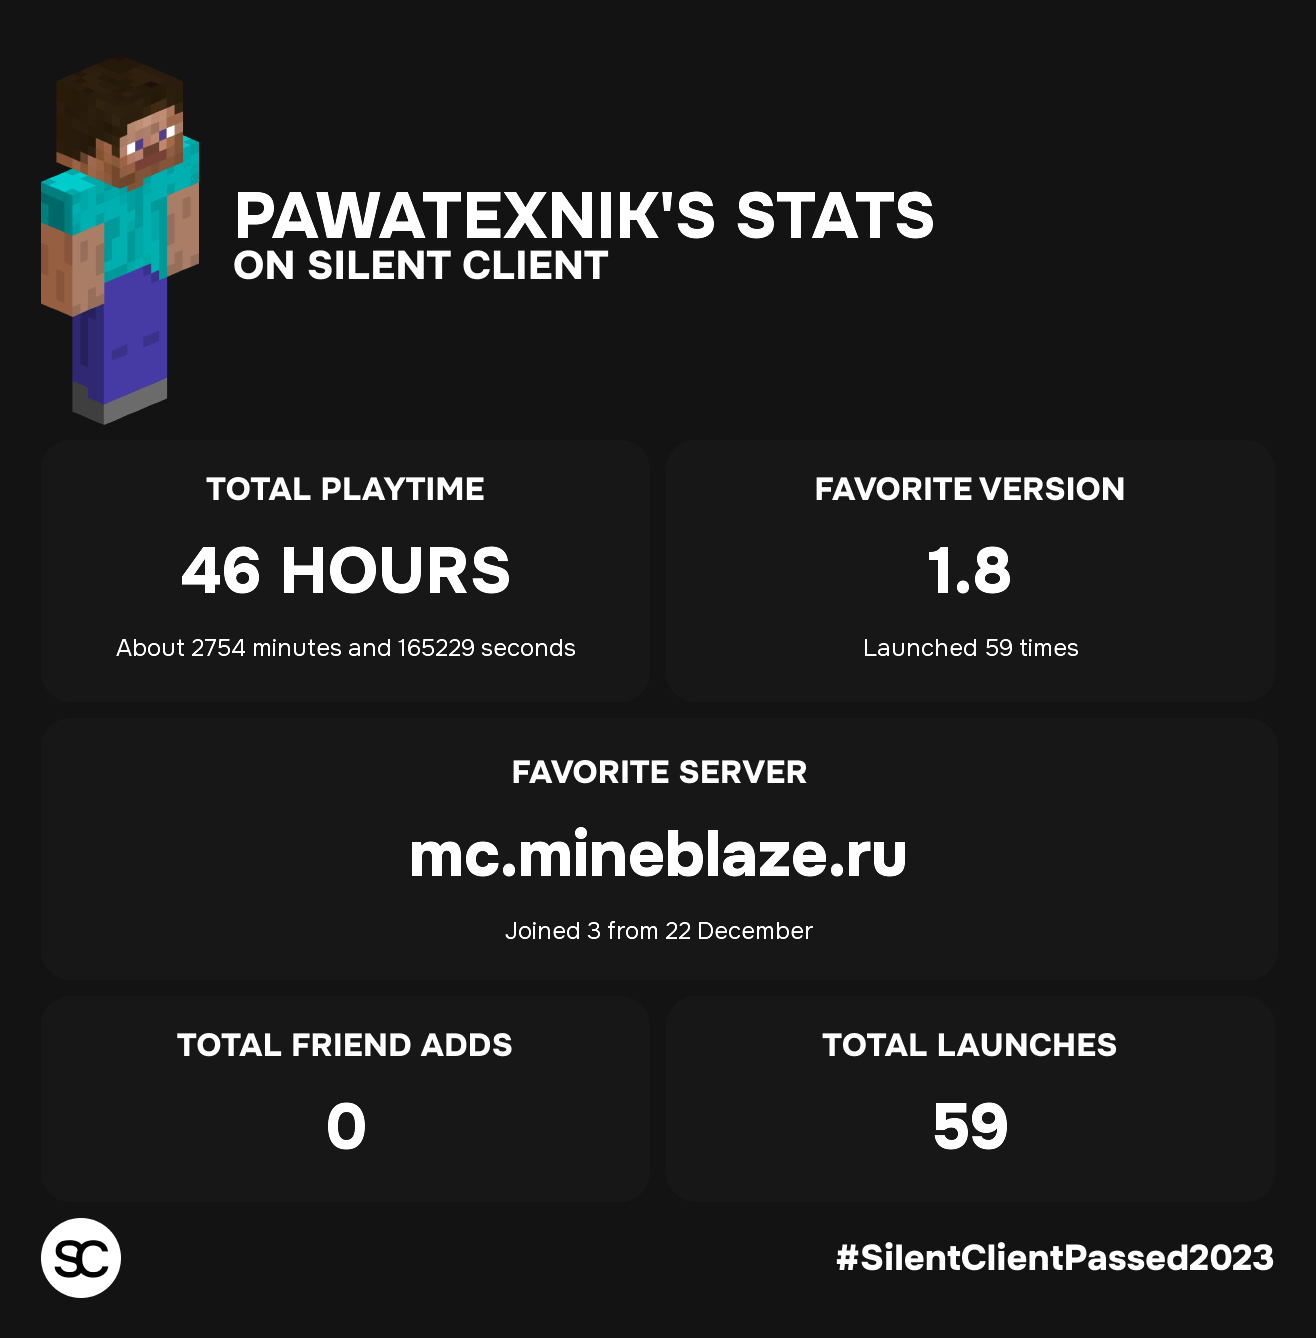 PAWATEXNIK'S STATS
ON SILENT CLIENT
TOTAL PLAYTIME
46 HOURS
About 2754 minutes and 165229 seconds
FAVORITE VERSION
1.8
Launched 59 times
FAVORITE SERVER
mc.mineblaze.ru
Joined 3 from 22 December
TOTAL FRIEND ADDS
0
TOTAL LAUNCHES
59
SC
#SilentClientPassed2023